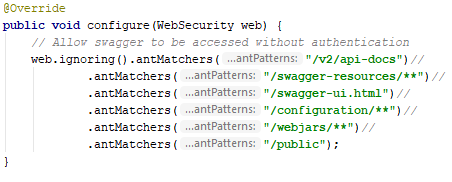 @Override
public void configure(WebSecurity web) {
// Allow swagger to be accessed without authentication
web.ignoring().antMatchers( ...antPatterns: "/v2/api-docs")//
.antMatchers( ...antPatterns: "/swagger-resources/**")//
.antMatchers( ...antPatterns: "/swagger-ui.html")//
.antMatchers( ...antPatterns: "/configuration/**")//
.antMatchers( ...antPatterns: "/webjars/**")//
.antMatchers( ...antPatterns: "/public");
}